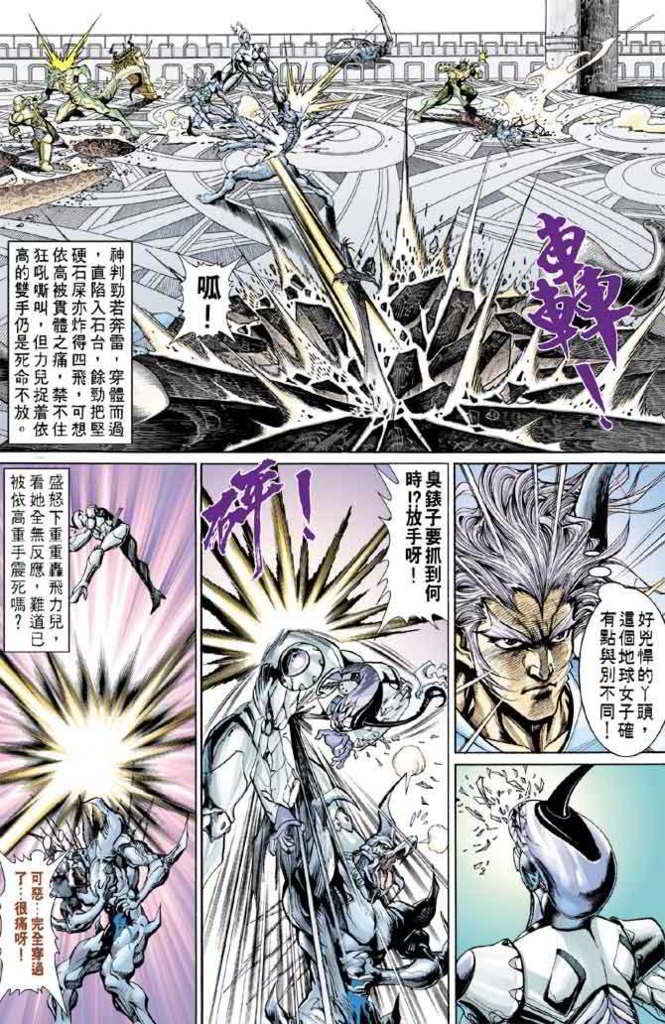 神判勁若奔雷，穿體而過
，直陷入石台，餘勁把堅
硬石屎亦炸得四飛，可想
依高被實體之痛，禁不住
狂吼嘶叫，但力兒捉着依
高的雙手仍是死命不放。
呱！
轟！
好兇悍的丫頭，
這個地球女子確
有點與別不同！
臭錶子要抓到何
時!?放手呀！
砰！
盛怒下重重轟飛力兒，
看她全無反應，難道已
被依高重手震死嗎？
可惡…完全穿過
了…很痛呀！